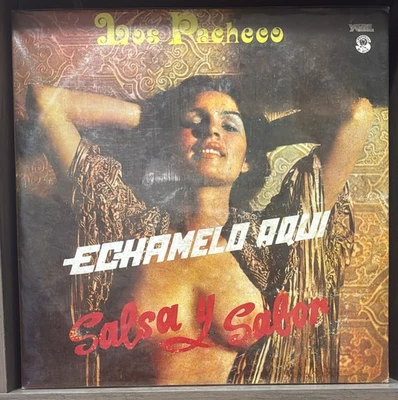 Los Pacheco
ECHAMELO AQUI
Salsa y Sabor